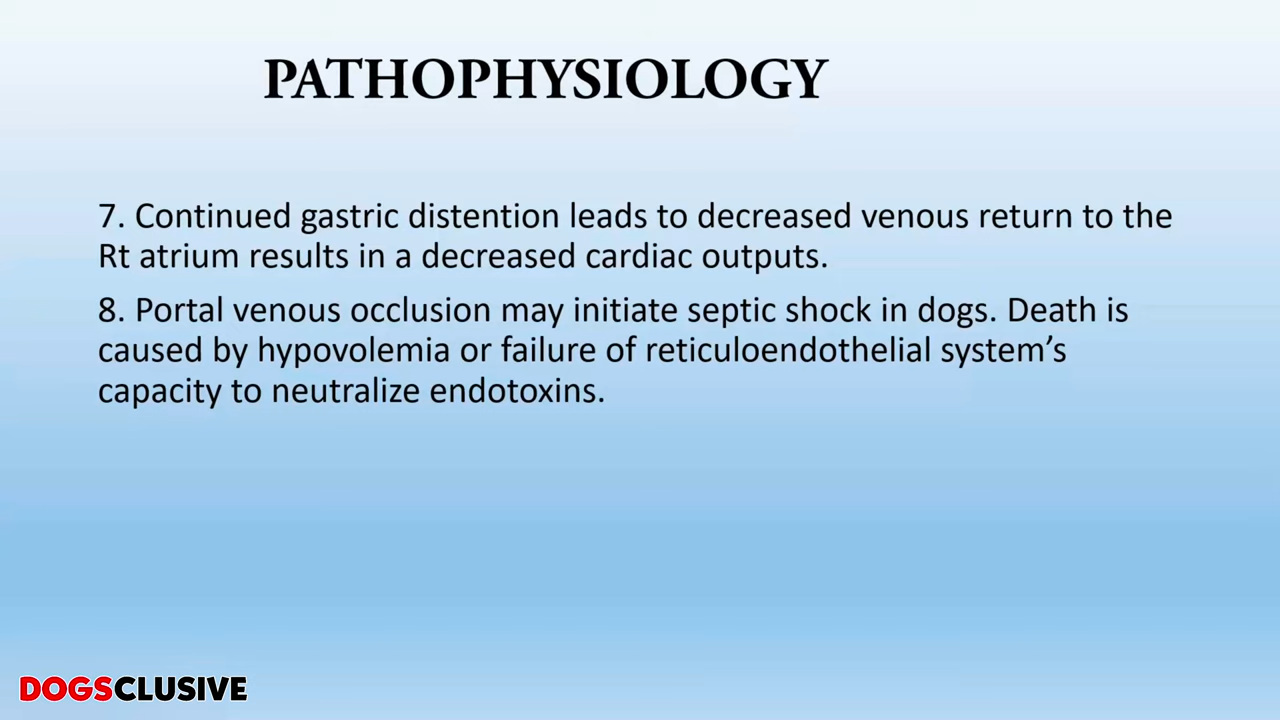 PATHOPHYSIOLOGY
7. Continued gastric distention leads to decreased venous return to the
Rt atrium results in a decreased cardiac outputs.
8. Portal venous occlusion may initiate septic shock in dogs. Death is
caused by hypovolemia or failure of reticuloendothelial system’s
capacity to neutralize endotoxins.
DOGSCLUSIVE